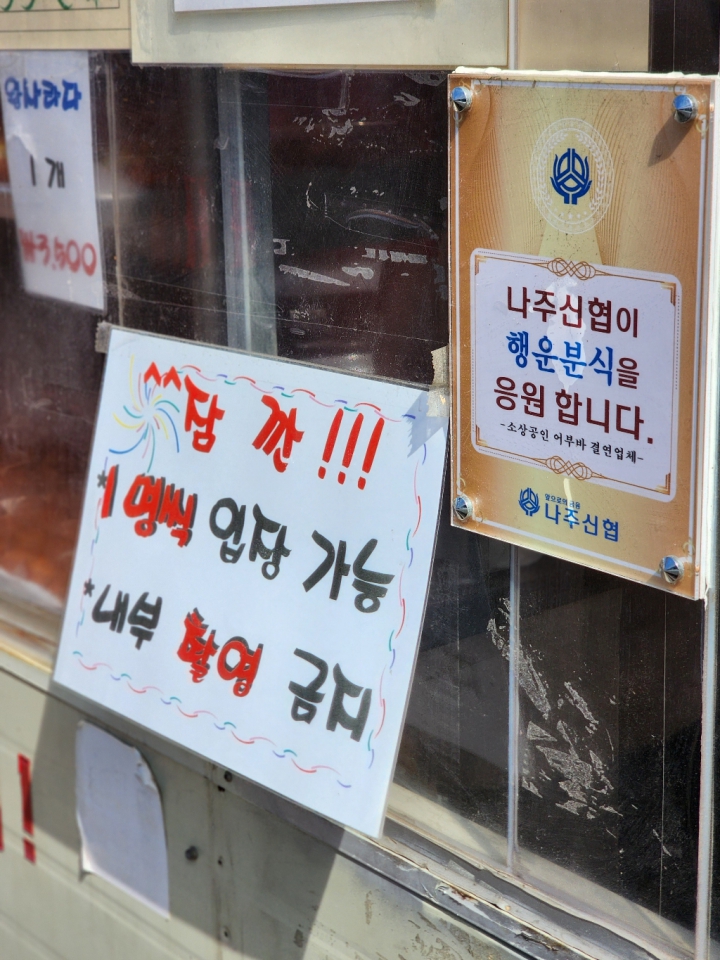 1개
₩3,500
^^잠깐!!!
*1명씩 입장 가능
*내부 촬영 금지
나주신협이
행운분식을
응원 합니다.
-소상공인 어부바 결연업체-
나주신협